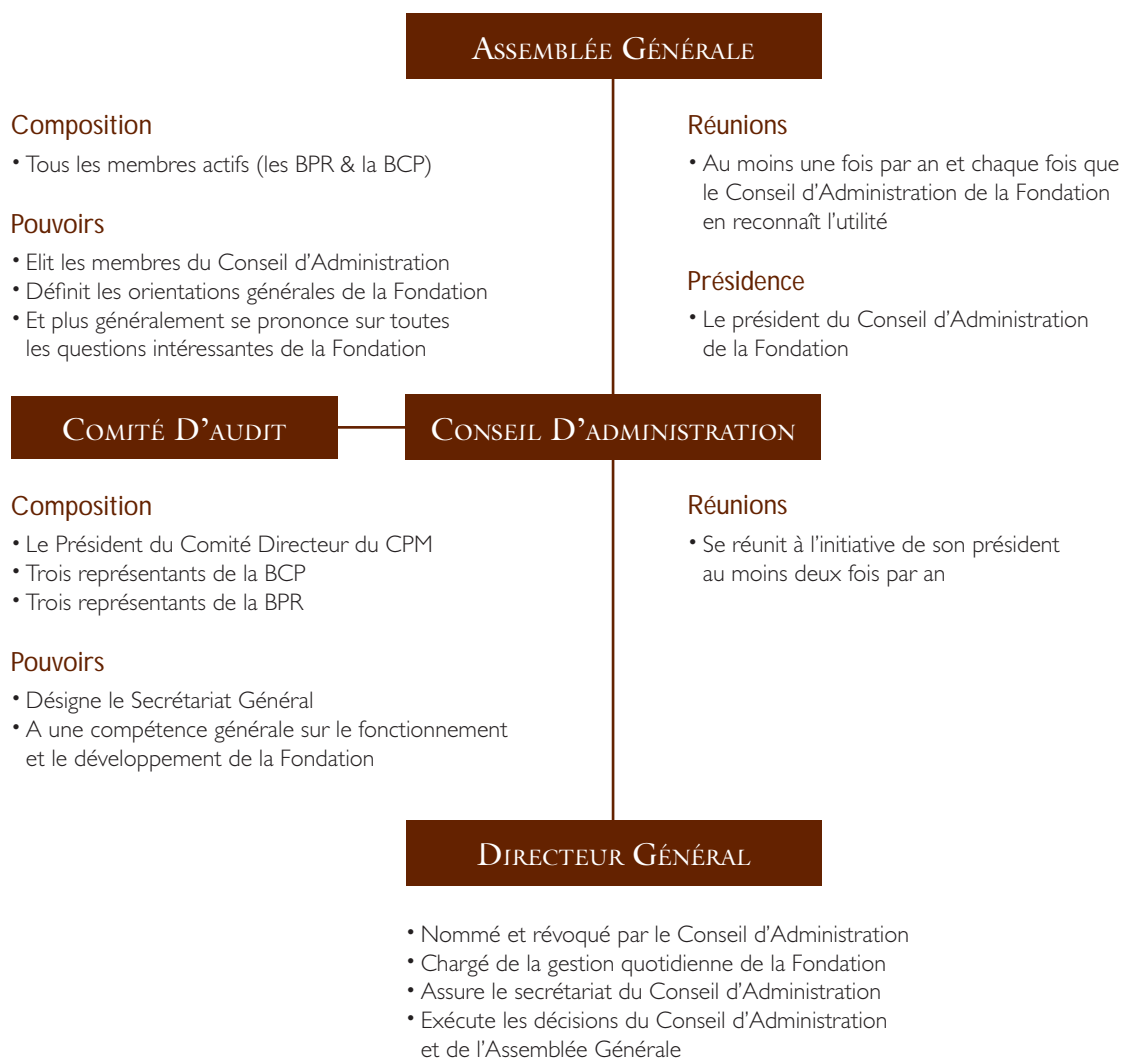 Assemblée Générale
Composition
• Tous les membres actifs (les BPR & la BCP)
Pouvoirs
• Elit les membres du Conseil d'Administration
• Définit les orientations générales de la Fondation
• Et plus généralement se prononce sur toutes
les questions intéressantes de la Fondation
Réunions
• Au moins une fois par an et chaque fois que
le Conseil d'Administration de la Fondation
en reconnaît l'utilité
Présidence
• Le président du Conseil d'Administration
de la Fondation
Comité D'audit
Conseil D'administration
Composition
• Le Président du Comité Directeur du CPM
• Trois représentants de la BCP
• Trois représentants de la BPR
Pouvoirs
• Désigne le Secrétariat Général
• A une compétence générale sur le fonctionnement
et le développement de la Fondation
Réunions
• Se réunit à l'initiative de son président
au moins deux fois par an
Directeur Général
• Nommé et révoqué par le Conseil d'Administration
• Chargé de la gestion quotidienne de la Fondation
• Assure le secrétariat du Conseil d'Administration
• Exécute les décisions du Conseil d'Administration
et de l'Assemblée Générale